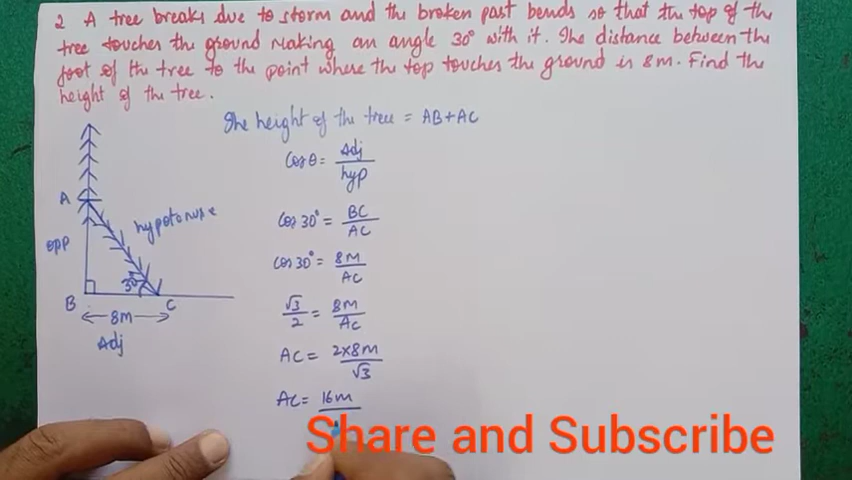 2 A tree breaks due to storm and the broken part bends so that the top of the
tree touches the ground making an angle 30° with it. The distance between the
foot of the tree to the point where the top touches the ground is 8m. Find the
height of the tree.
The height of the tree = AB+AC
Cosθ = Adj/hyp
A
hypotonuse
opp
Cos 30° = BC/AC
Cos 30° = 8M/AC
30°
B
C
8m
Adj
√3/2 = 8M/AC
AC = 2×8M/√3
AC = 16m
Share and Subscribe